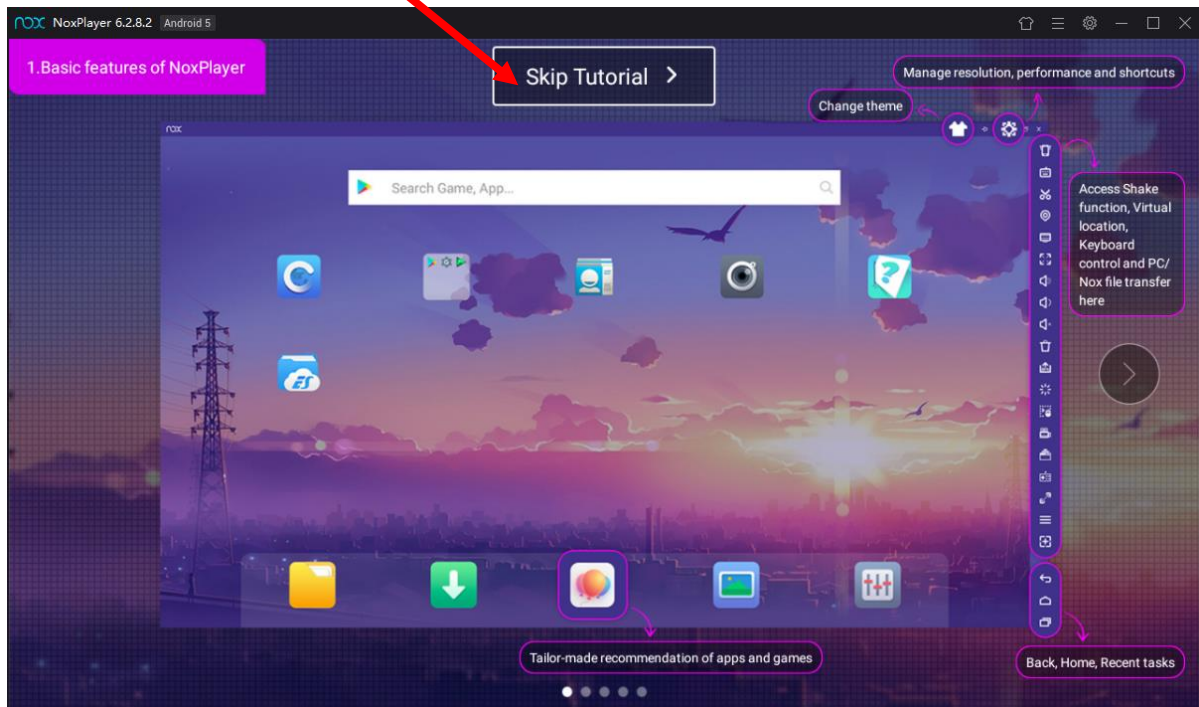 nox NoxPlayer 6.2.8.2 Android 5
1.Basic features of NoxPlayer
Skip Tutorial >
Manage resolution, performance and shortcuts
Change theme
nox
Search Game, App...
Access Shake
function, Virtual
location,
Keyboard
control and PC/
Nox file transfer
here
ES
Tailor-made recommendation of apps and games
Back, Home, Recent tasks